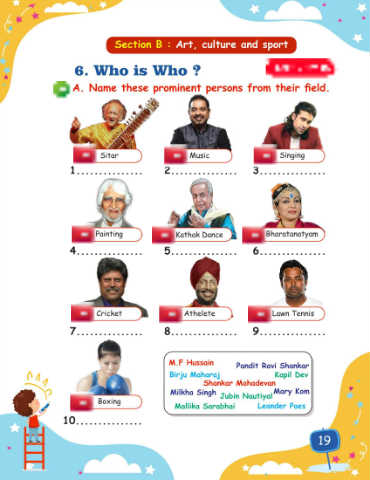 Section B : Art, culture and sport
6. Who is Who ?
A. Name these prominent persons from their field.
Sitar Music Singing
1............... 2............... 3...............
Painting Kathak Dance Bharatanatyam
4............... 5............... 6...............
Cricket Athelete Lawn Tennis
7............... 8............... 9...............
Boxing
10...............
M.F Hussain Pandit Ravi Shankar
Birju Maharaj Kapil Dev
Shankar Mahadevan
Milkha Singh Jubin Nautiyal Mary Kom
Mallika Sarabhai Leander Paes
19